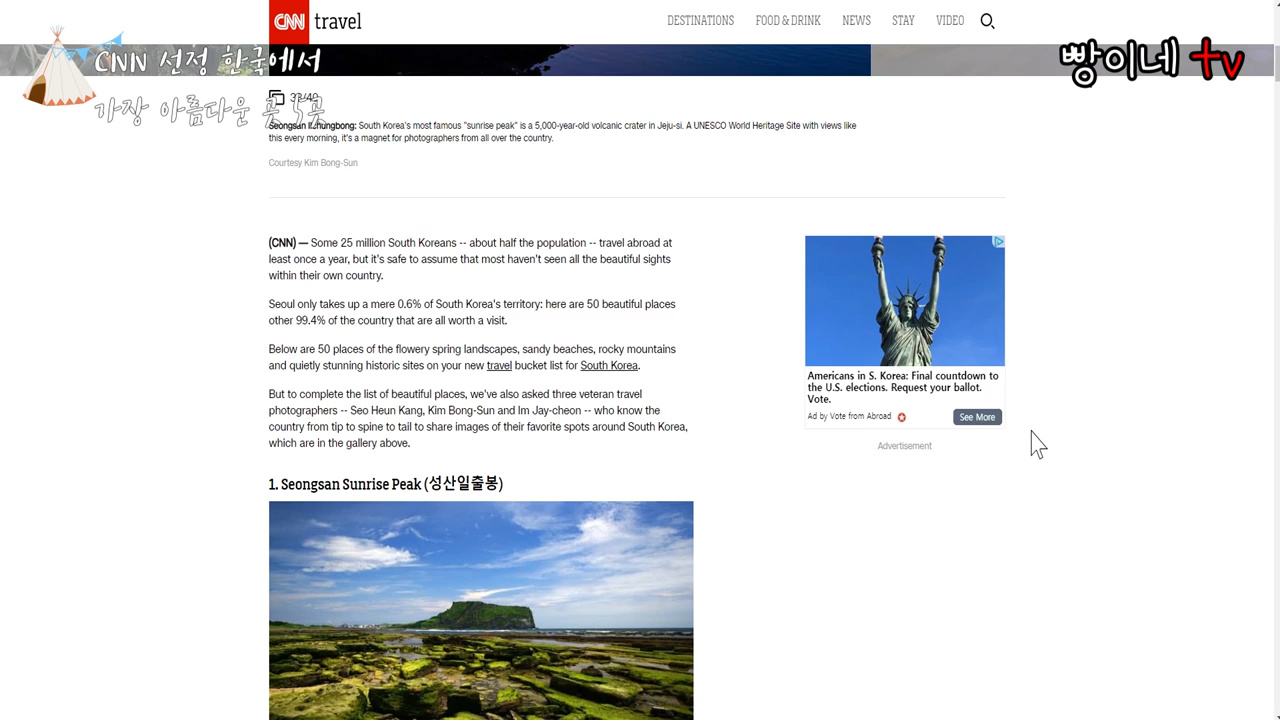 CNN travel
DESTINATIONS FOOD & DRINK NEWS STAY VIDEO
CNN 선정 한국에서
가장 아름다운 곳 5곳
빵이네 tv
Seongsan Ilchungbong: South Korea's most famous "sunrise peak" is a 5,000-year-old volcanic crater in Jeju-si. A UNESCO World Heritage Site with views like
this every morning, it's a magnet for photographers from all over the country.
Courtesy Kim Bong-Sun
(CNN) — Some 25 million South Koreans -- about half the population -- travel abroad at
least once a year, but it's safe to assume that most haven't seen all the beautiful sights
within their own country.
Seoul only takes up a mere 0.6% of South Korea's territory: here are 50 beautiful places
other 99.4% of the country that are all worth a visit.
Below are 50 places of the flowery spring landscapes, sandy beaches, rocky mountains
and quietly stunning historic sites on your new travel bucket list for South Korea.
But to complete the list of beautiful places, we've also asked three veteran travel
photographers -- Seo Heun Kang, Kim Bong-Sun and Im Jay-cheon -- who know the
country from tip to spine to tail to share images of their favorite spots around South Korea,
which are in the gallery above.
Americans in S. Korea: Final countdown to
the U.S. elections. Request your ballot.
Vote.
Ad by Vote from Abroad
See More
Advertisement
1. Seongsan Sunrise Peak (성산일출봉)